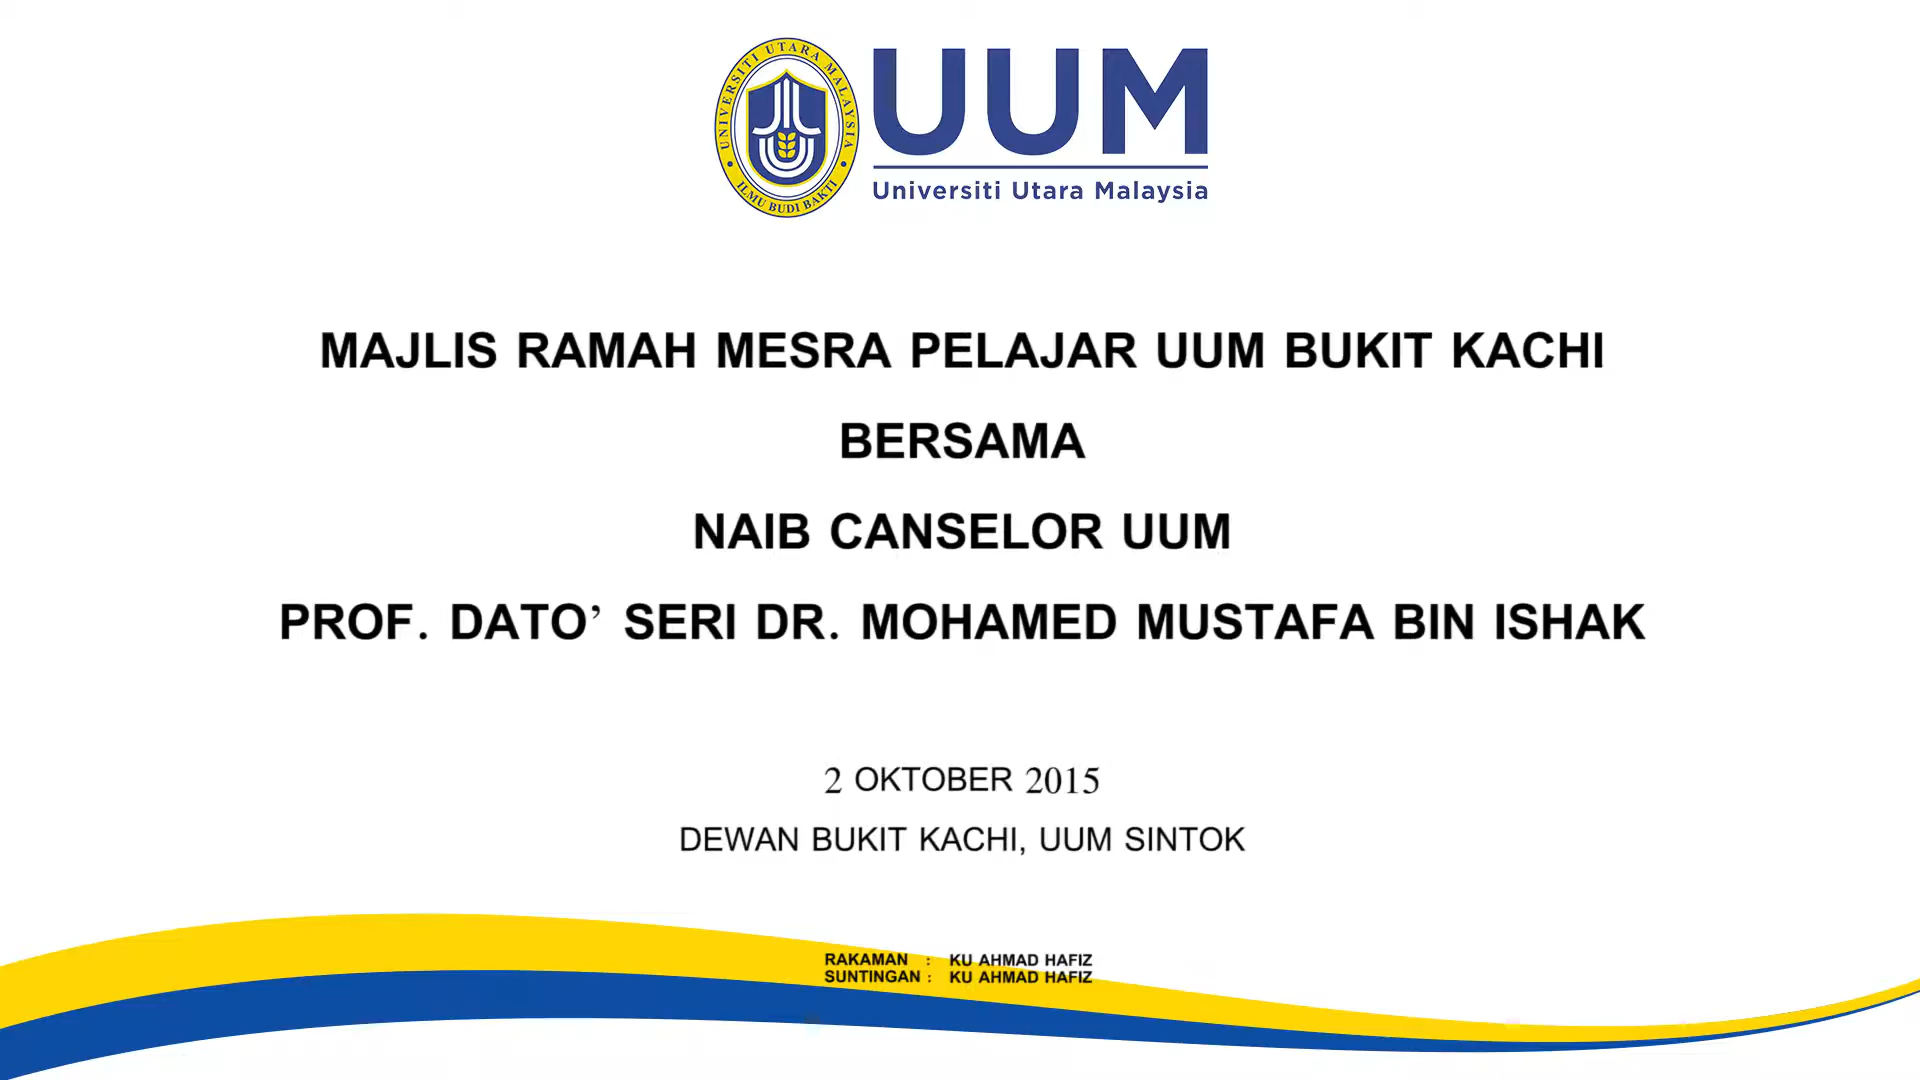 UNIVERSITI UTARA MALAYSIA
ILMU BUDI BAKTI
UUM
Universiti Utara Malaysia
MAJLIS RAMAH MESRA PELAJAR UUM BUKIT KACHI
BERSAMA
NAIB CANSELOR UUM
PROF. DATO’ SERI DR. MOHAMED MUSTAFA BIN ISHAK
2 OKTOBER 2015
DEWAN BUKIT KACHI, UUM SINTOK
RAKAMAN : KU AHMAD HAFIZ
SUNTINGAN : KU AHMAD HAFIZ